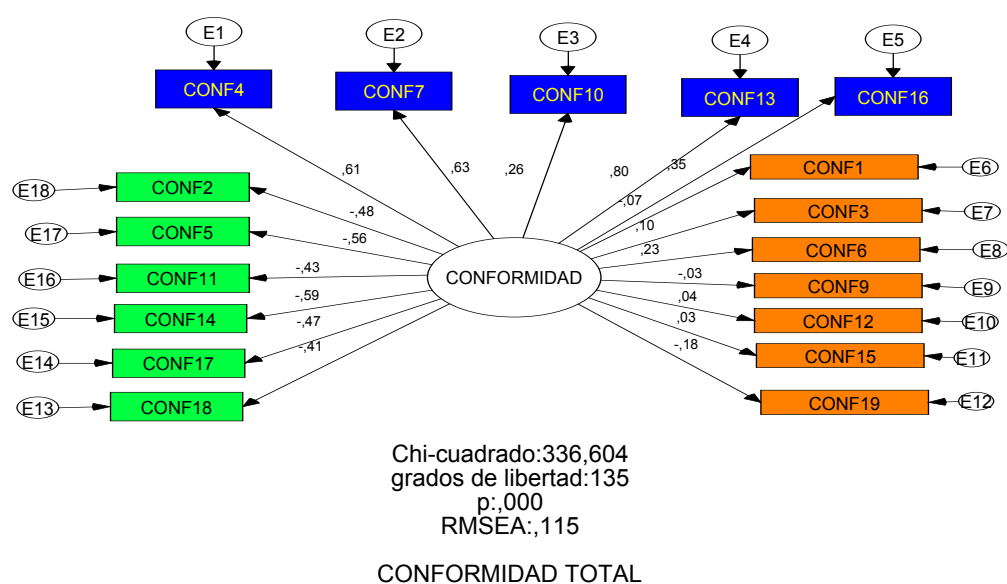 E1
E2
E3
E4
E5
CONF4
CONF7
CONF10
CONF13
CONF16
,61
,63
,26
,80
,35
E18
CONF2
-,48
-,07
CONF1
E6
E17
CONF5
-,56
,10
CONF3
E7
E16
CONF11
-,43
,23
CONF6
E8
CONFORMIDAD
-,03
CONF9
E9
E15
CONF14
-,59
,04
CONF12
E10
E14
CONF17
-,47
,03
CONF15
E11
E13
CONF18
-,41
-,18
CONF19
E12
Chi-cuadrado:336,604
grados de libertad:135
p:,000
RMSEA:,115
CONFORMIDAD TOTAL